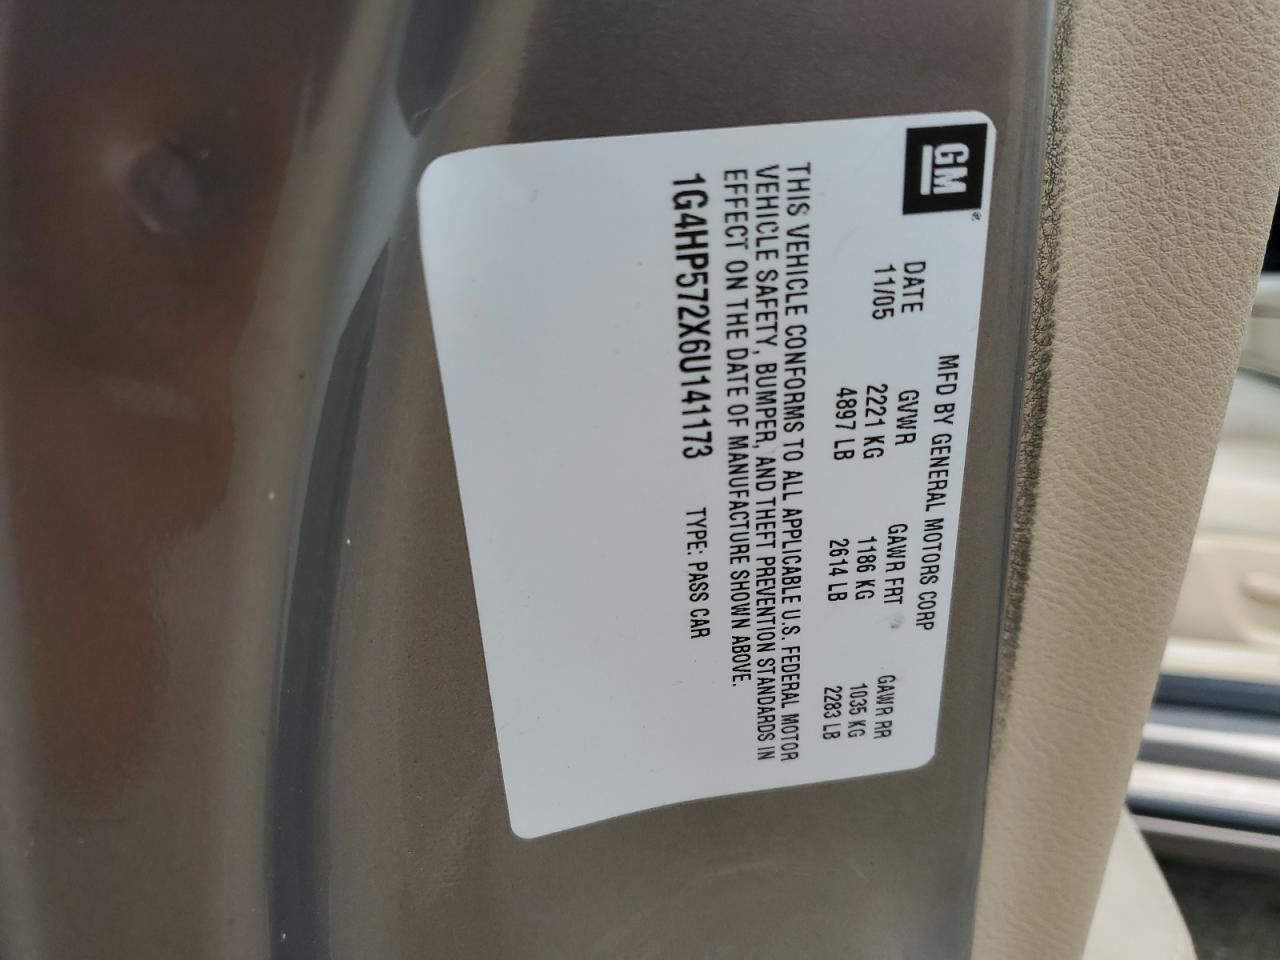 GM
MFD BY GENERAL MOTORS CORP
DATE GVWR GAWR FRT GAWR RR
11/05 2221 KG 1186 KG 1035 KG
4897 LB 2614 LB 2283 LB
THIS VEHICLE CONFORMS TO ALL APPLICABLE U.S. FEDERAL MOTOR
VEHICLE SAFETY, BUMPER, AND THEFT PREVENTION STANDARDS IN
EFFECT ON THE DATE OF MANUFACTURE SHOWN ABOVE.
1G4HP572X6U141173 TYPE: PASS CAR